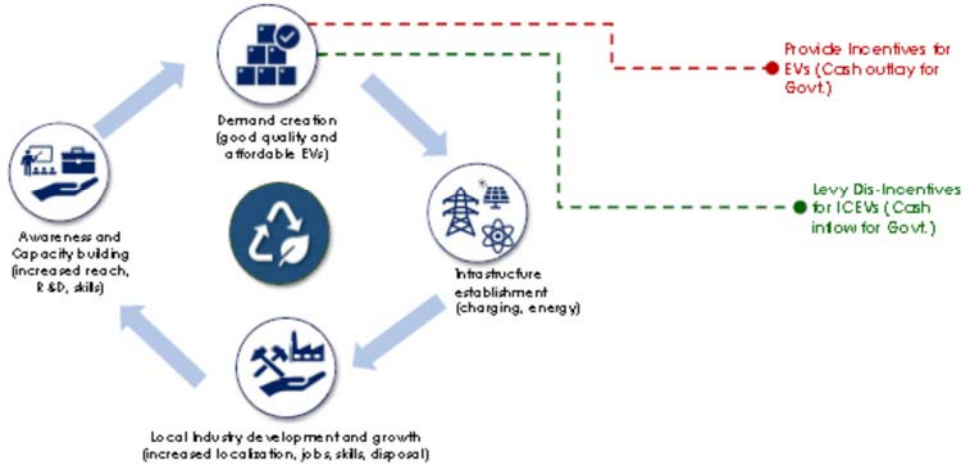 Provide Incentives for
EVs (Cash outlay for
Govt.)
Demand creation
(good quality and
affordable EVs)
Levy Dis-Incentives
for ICEVs (Cash
inflow for Govt.)
Awareness and
Capacity building
(increased reach,
R&D, skills)
Infrastructure
establishment
(charging, energy)
Local Industry development and growth
(increased localization, jobs, skills, disposal)